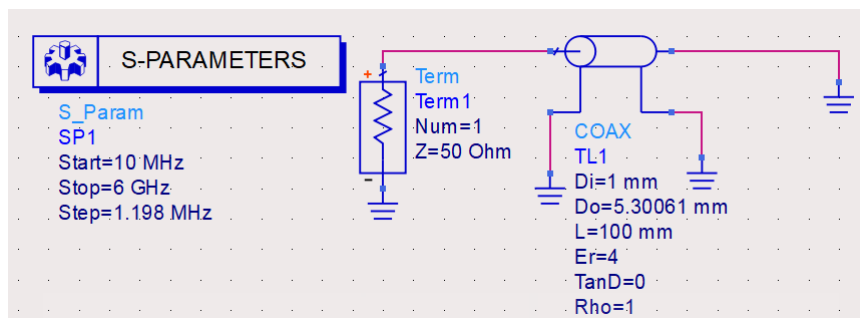 S-PARAMETERS
S_Param
SP1
Start=10 MHz
Stop=6 GHz
Step=1.198 MHz
+
Term
Term1
Num=1
Z=50 Ohm
-
COAX
TL1
Di=1 mm
Do=5.30061 mm
L=100 mm
Er=4
TanD=0
Rho=1